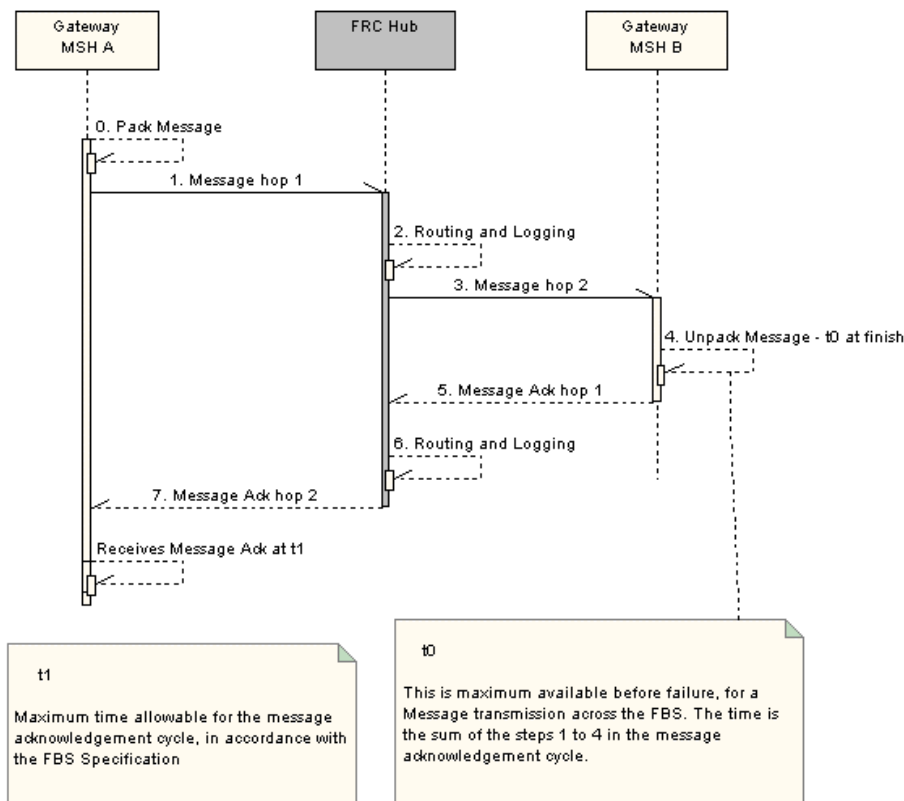 Gateway
MSH A
FRC Hub
Gateway
MSH B
0. Pack Message
1. Message hop 1
2. Routing and Logging
3. Message hop 2
4. Unpack Message - t0 at finish
5. Message Ack hop 1
6. Routing and Logging
7. Message Ack hop 2
Receives Message Ack at t1
t1
Maximum time allowable for the message
acknowledgement cycle, in accordance with
the FBS Specification
t0
This is maximum available before failure, for a
Message transmission across the FBS. The time is
the sum of the steps 1 to 4 in the message
acknowledgement cycle.